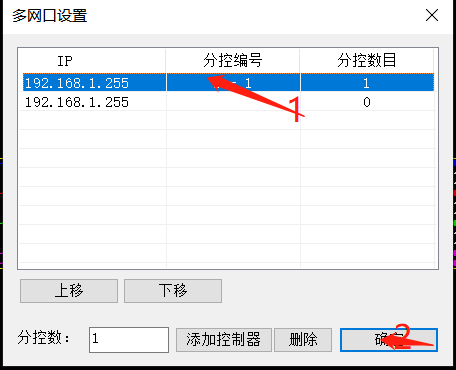 多网口设置
IP 分控编号 分控数目
192.168.1.255 1 1
192.168.1.255 0
1
上移 下移
分控数: 1 添加控制器 删除 确定
2